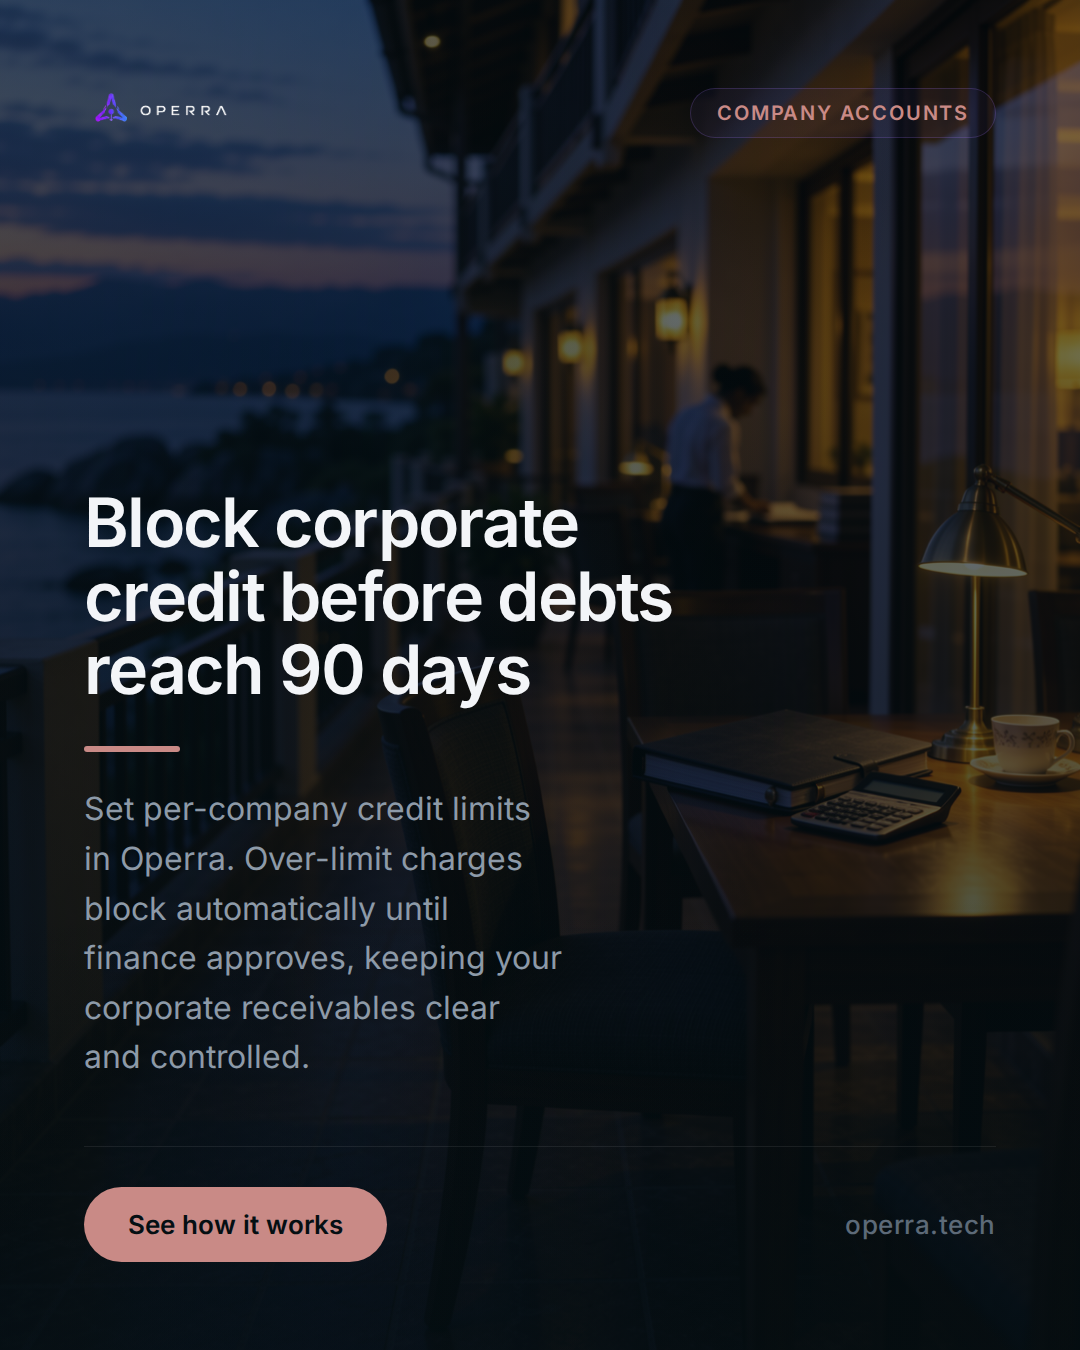 OPERRA
COMPANY ACCOUNTS
Block corporate
credit before debts
reach 90 days
Set per-company credit limits
in Operra. Over-limit charges
block automatically until
finance approves, keeping your
corporate receivables clear
and controlled.
See how it works
operra.tech